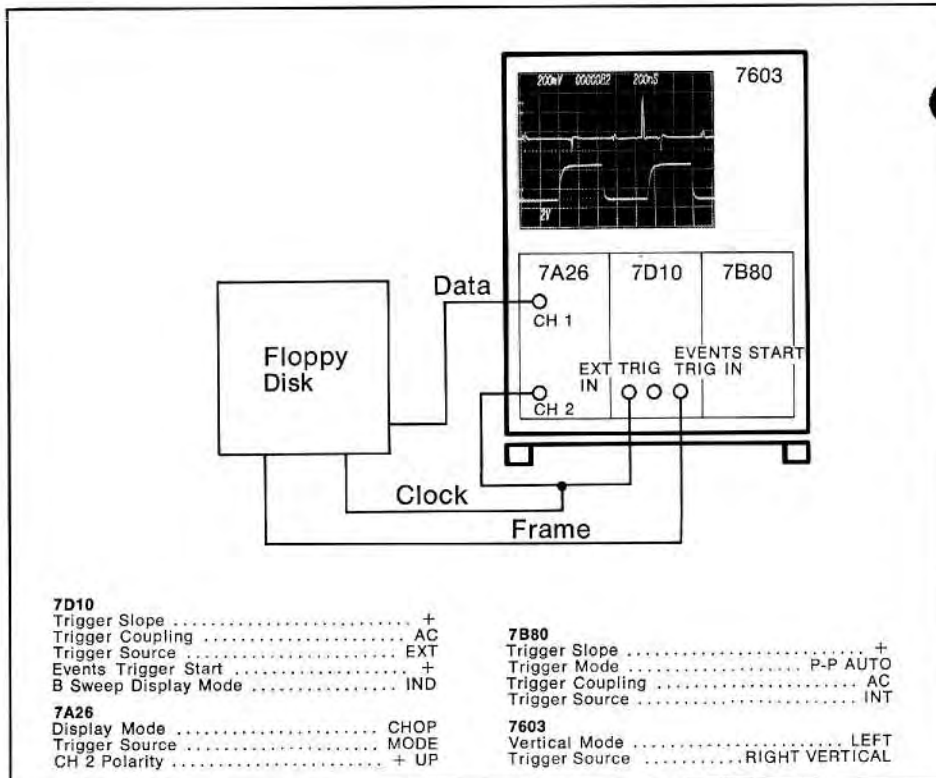 7603
200mV 0000082 200nS
2V
7A26 7D10 7B80
Data
CH 1
Floppy
Disk
EXT TRIG
IN
EVENTS START
TRIG IN
CH 2
Clock
Frame
7D10
Trigger Slope .......................... +
Trigger Coupling ..................... AC
Trigger Source ...................... EXT
Events Trigger Start .................. +
B Sweep Display Mode ............ IND
7A26
Display Mode ...................... CHOP
Trigger Source .................... MODE
CH 2 Polarity ...................... + UP
7B80
Trigger Slope .......................... +
Trigger Mode ................ P-P AUTO
Trigger Coupling ..................... AC
Trigger Source ...................... INT
7603
Vertical Mode ...................... LEFT
Trigger Source ......... RIGHT VERTICAL